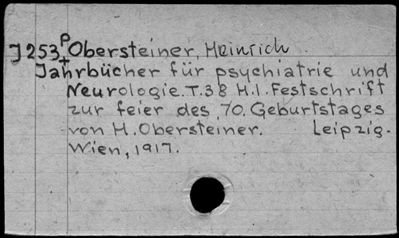 J253 P Obersteiner, Heinrich
+ Jahrbücher für psychiatrie und
Neurologie. T.38 H.1. Festschrift
zur feier des 70. Geburtstages
von H. Obersteiner. Leipzig.
Wien, 1917.